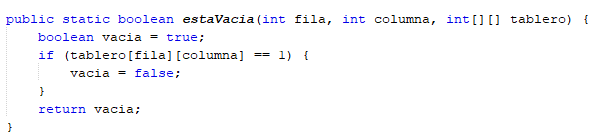 public static boolean estaVacia(int fila, int columna, int[][] tablero) {
    boolean vacia = true;
    if (tablero[fila][columna] == 1) {
        vacia = false;
    }
    return vacia;
}